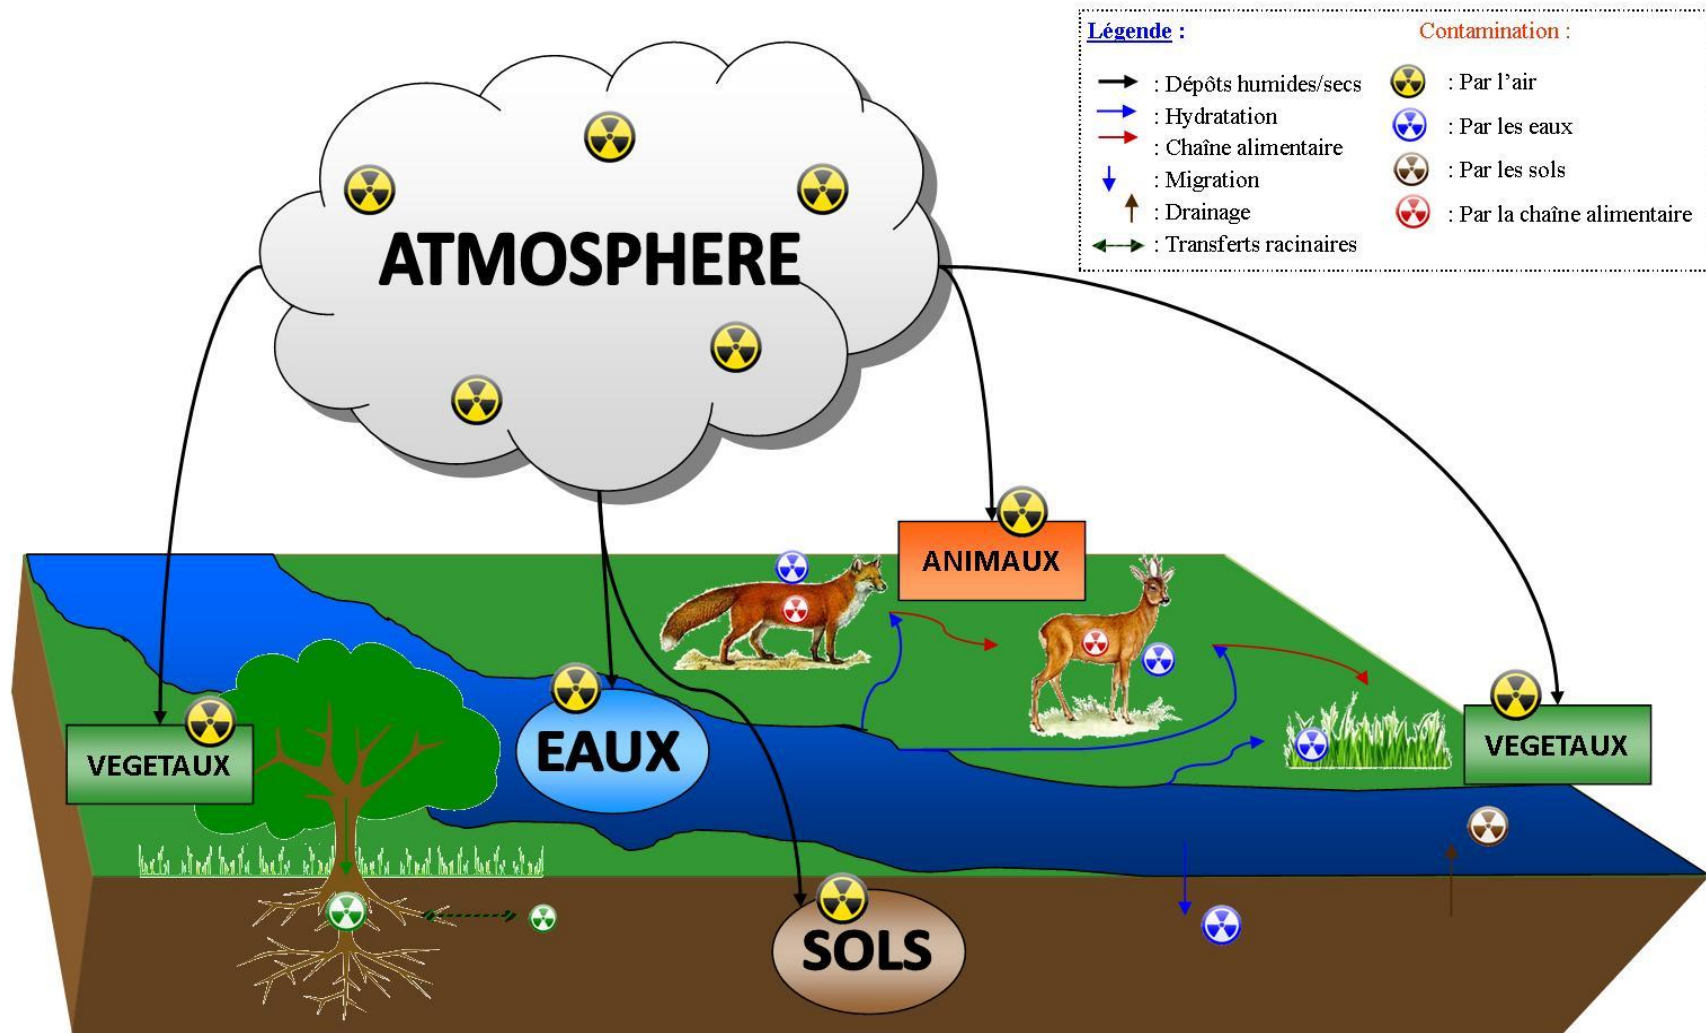 Légende :
Contamination :
: Dépôts humides/secs
: Par l'air
: Hydratation
: Par les eaux
: Chaîne alimentaire
: Par les sols
: Migration
: Par la chaîne alimentaire
: Drainage
: Transferts racinaires
ATMOSPHERE
ANIMAUX
VEGETAUX
EAUX
VEGETAUX
SOLS